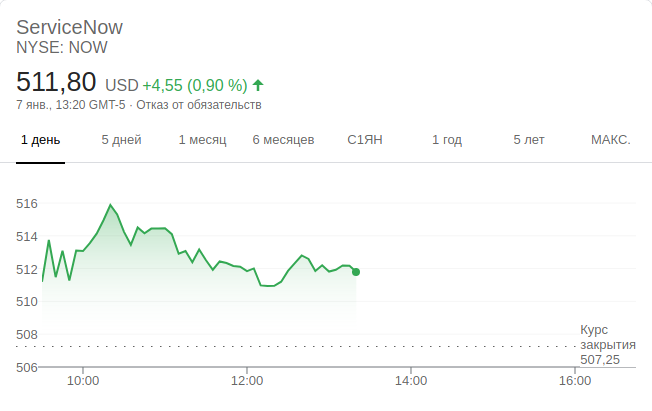 ServiceNow
NYSE: NOW
511,80 USD +4,55 (0,90 %)
7 янв., 13:20 GMT-5 · Отказ от обязательств
1 день 5 дней 1 месяц 6 месяцев С1ЯН 1 год 5 лет МАКС.
516
514
512
510
508
506
Курс
закрытия
507,25
10:00 12:00 14:00 16:00